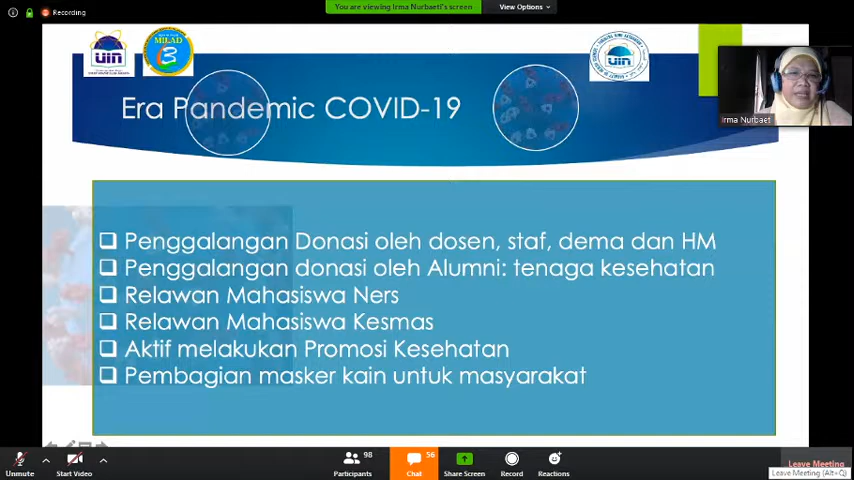 Recording
You are viewing Irma Nurbaeti's screen
View Options
UIN
MILAD
UIN
Era Pandemic COVID-19
Irma Nurbaet
Penggalangan Donasi oleh dosen, staf, dema dan HM
Penggalangan donasi oleh Alumni: tenaga kesehatan
Relawan Mahasiswa Ners
Relawan Mahasiswa Kesmas
Aktif melakukan Promosi Kesehatan
Pembagian masker kain untuk masyarakat
98
56
Unmute
Start Video
Participants
Chat
Share Screen
Record
Reactions
Leave Meeting
Leave Meeting (Alt+Q)